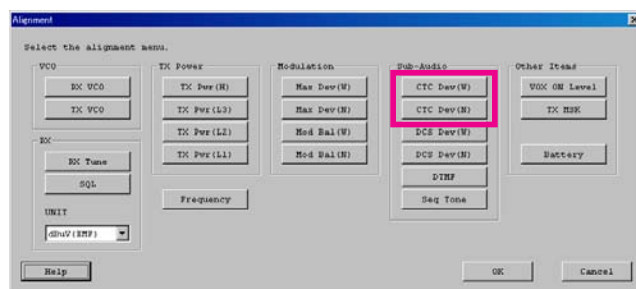 Alignment
Select the alignment menu.
VCO
RX VCO
TX VCO
RX
RX Tune
SQL
UNIT
dBuV(EMF)
TX Power
TX Pwr(H)
TX Pwr(L3)
TX Pwr(L2)
TX Pwr(L1)
Frequency
Modulation
Max Dev(W)
Max Dev(N)
Mod Bal(W)
Mod Bal(N)
Sub-Audio
CTC Dev(W)
CTC Dev(N)
DCS Dev(W)
DCS Dev(N)
DTMF
Seq Tone
Other Items
VOX ON Level
TX MSK
Battery
Help
OK
Cancel